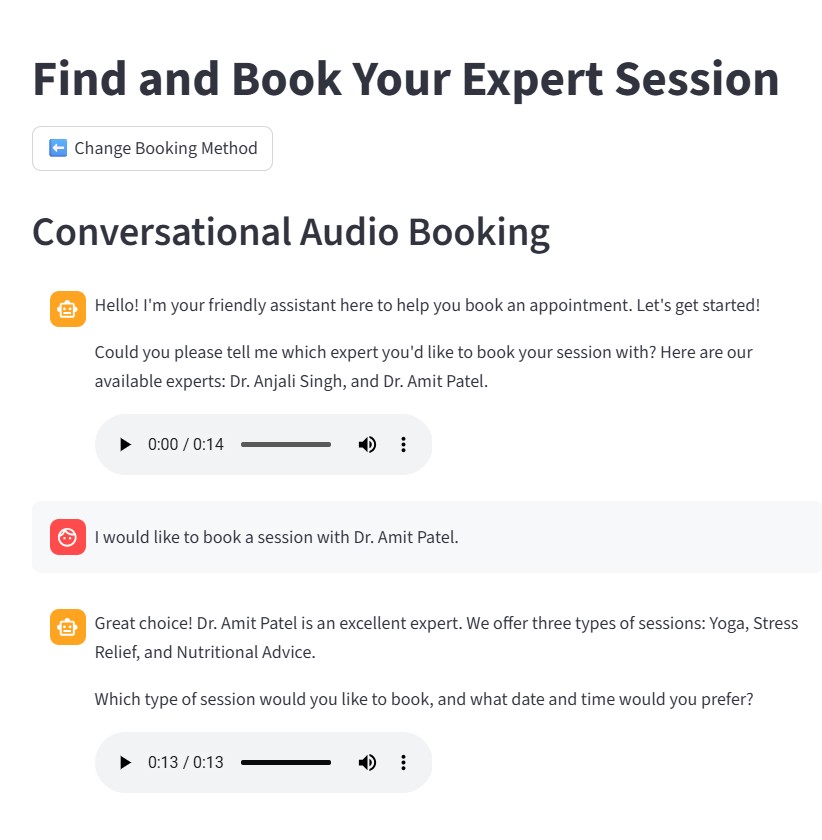 Find and Book Your Expert Session
Change Booking Method
Conversational Audio Booking
Hello! I'm your friendly assistant here to help you book an appointment. Let's get started!
Could you please tell me which expert you'd like to book your session with? Here are our
available experts: Dr. Anjali Singh, and Dr. Amit Patel.
0:00 / 0:14
I would like to book a session with Dr. Amit Patel.
Great choice! Dr. Amit Patel is an excellent expert. We offer three types of sessions: Yoga, Stress
Relief, and Nutritional Advice.
Which type of session would you like to book, and what date and time would you prefer?
0:13 / 0:13